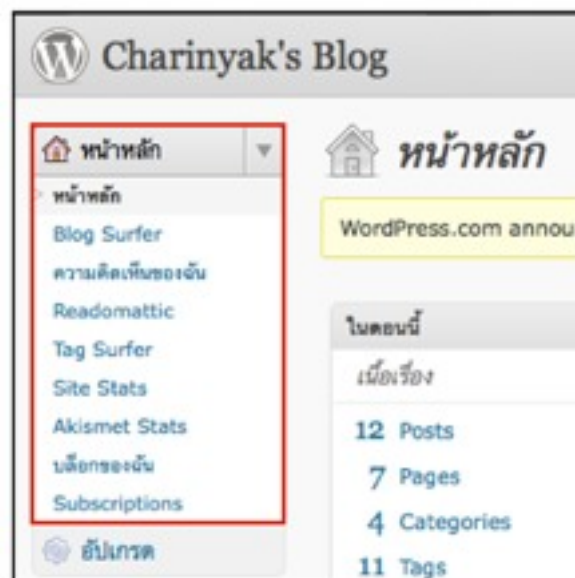 Charinyak's Blog
หน้าหลัก
หน้าหลัก
Blog Surfer
ความคิดเห็นของฉัน
Readomattic
Tag Surfer
Site Stats
Akismet Stats
บล็อกของฉัน
Subscriptions
อัปเกรด
หน้าหลัก
WordPress.com annou
ในตอนนี้
เนื้อเรื่อง
12 Posts
7 Pages
4 Categories
11 Tags